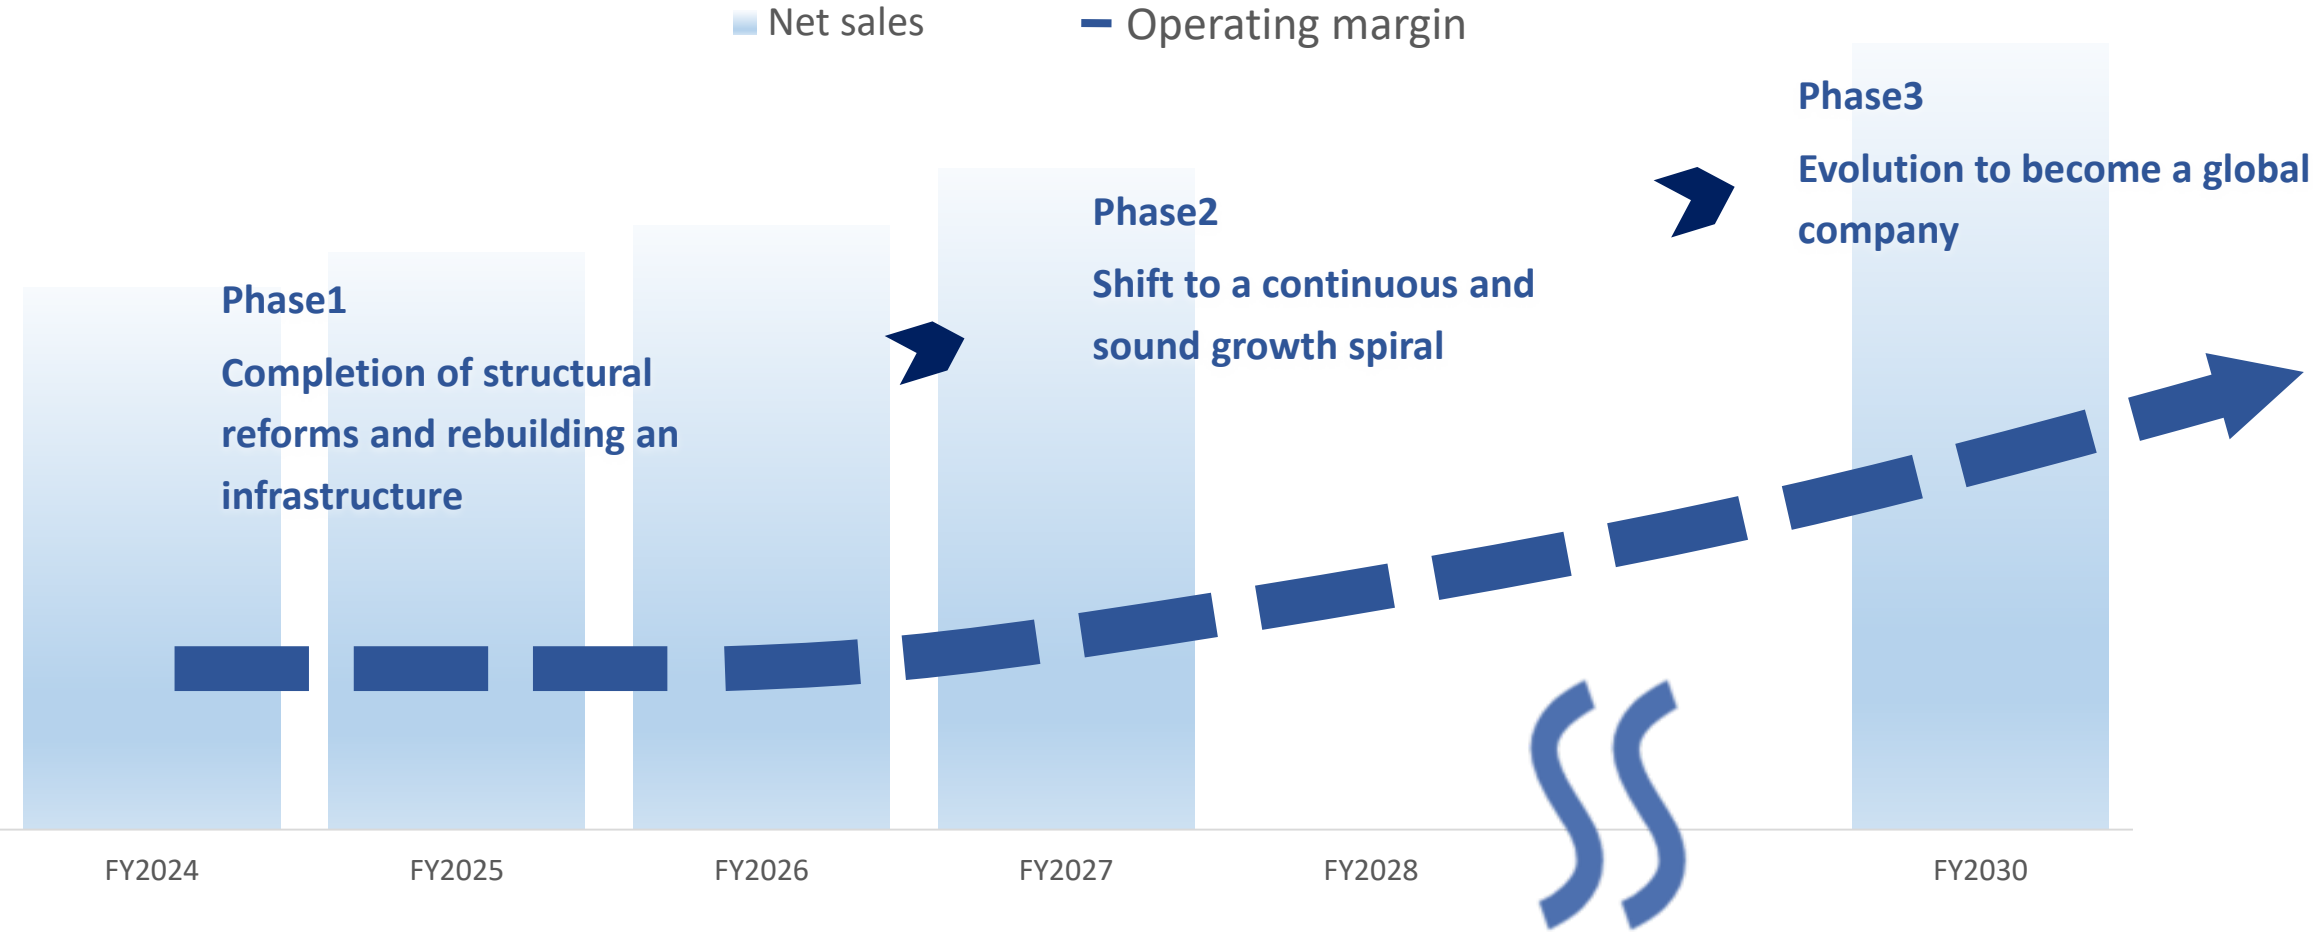 Net sales
Operating margin
Phase1
Completion of structural
reforms and rebuilding an
infrastructure
Phase2
Shift to a continuous and
sound growth spiral
Phase3
Evolution to become a global
company
FY2024
FY2025
FY2026
FY2027
FY2028
FY2030